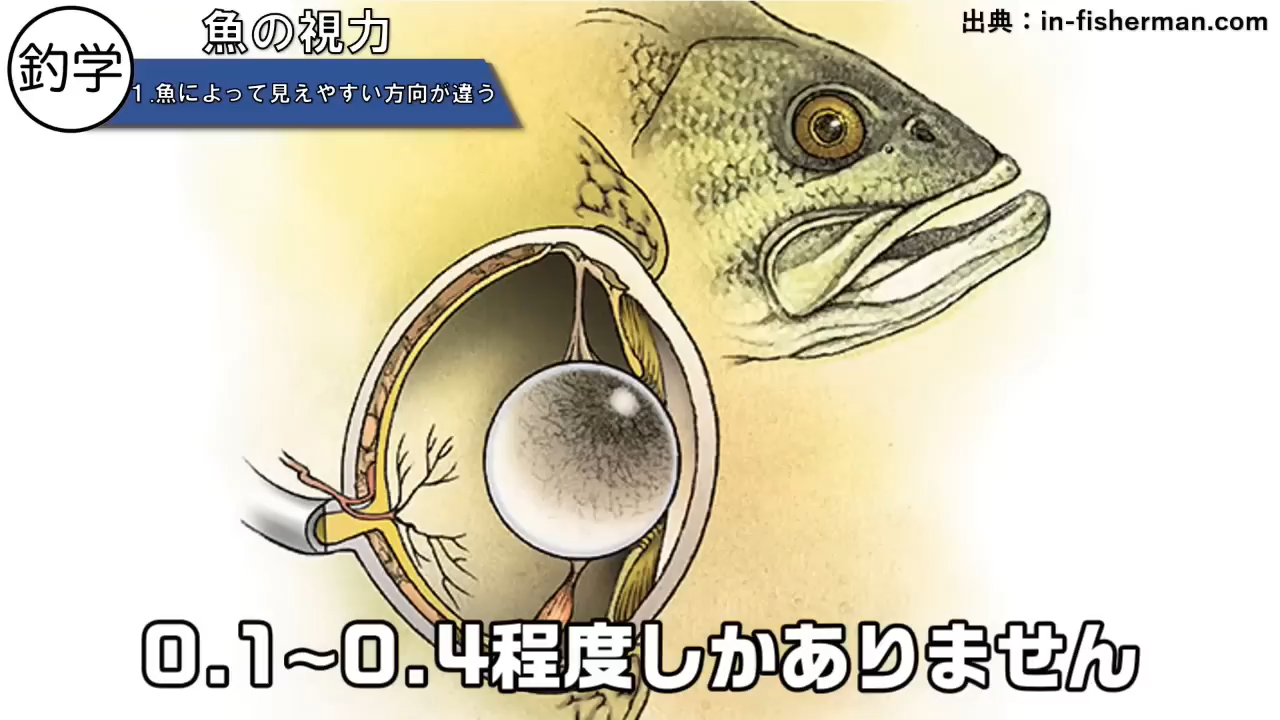 釣学
魚の視力
1.魚によって見えやすい方向が違う
出典：in-fisherman.com
0.1~0.4程度しかありません